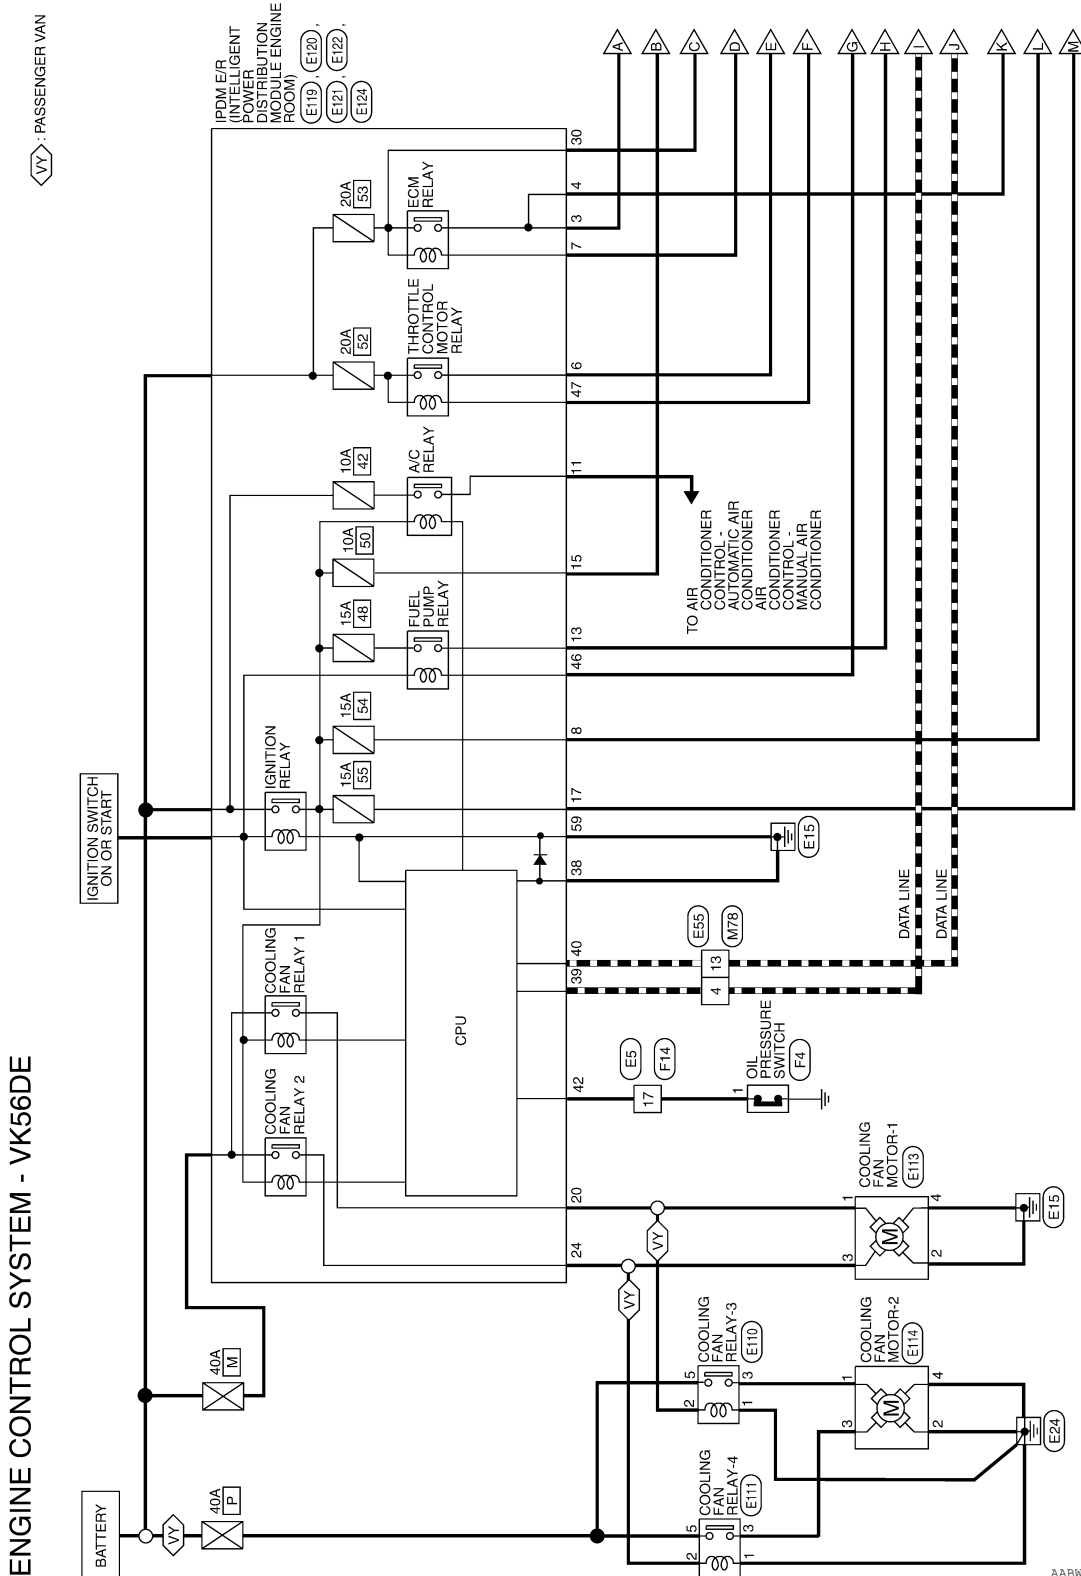 ENGINE CONTROL SYSTEM - VK56DE
VY : PASSENGER VAN
BATTERY
VY
40A
P
40A
M
IGNITION SWITCH
ON OR START
IPDM E/R
(INTELLIGENT
POWER
DISTRIBUTION
MODULE ENGINE
ROOM)
E119 , E120 ,
E121 , E122 ,
E124
COOLING
FAN
RELAY 2
COOLING
FAN
RELAY 1
IGNITION
RELAY
15A
55
15A
54
15A
48
10A
50
10A
42
20A
52
20A
53
FUEL
PUMP
RELAY
A/C
RELAY
THROTTLE
CONTROL
MOTOR
RELAY
ECM
RELAY
CPU
24
20
42
39
40
38
59
17
8
46
13
15
11
47
6
7
3
4
30
VY
VY
E5
17
F14
1
OIL
PRESSURE
SWITCH
F4
E55
4
13
M78
E15
DATA LINE
DATA LINE
TO AIR
CONDITIONER
CONTROL -
AUTOMATIC AIR
CONDITIONER
AIR
CONDITIONER
CONTROL -
MANUAL AIR
CONDITIONER
COOLING
FAN
RELAY-4
E111
2
5
1
3
COOLING
FAN
RELAY-3
E110
2
5
1
3
COOLING
FAN
MOTOR-2
E114
3
1
M
2
4
E24
COOLING
FAN
MOTOR-1
E113
3
1
M
2
4
E15
A
B
C
D
E
F
G
H
I
J
K
L
M